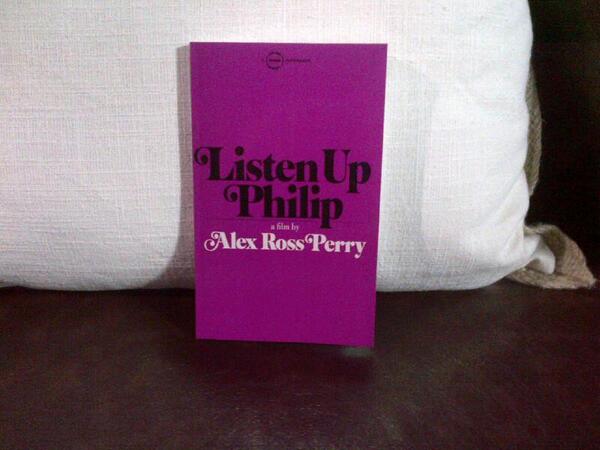 Listen Up
Philip
a film by
Alex Ross Perry